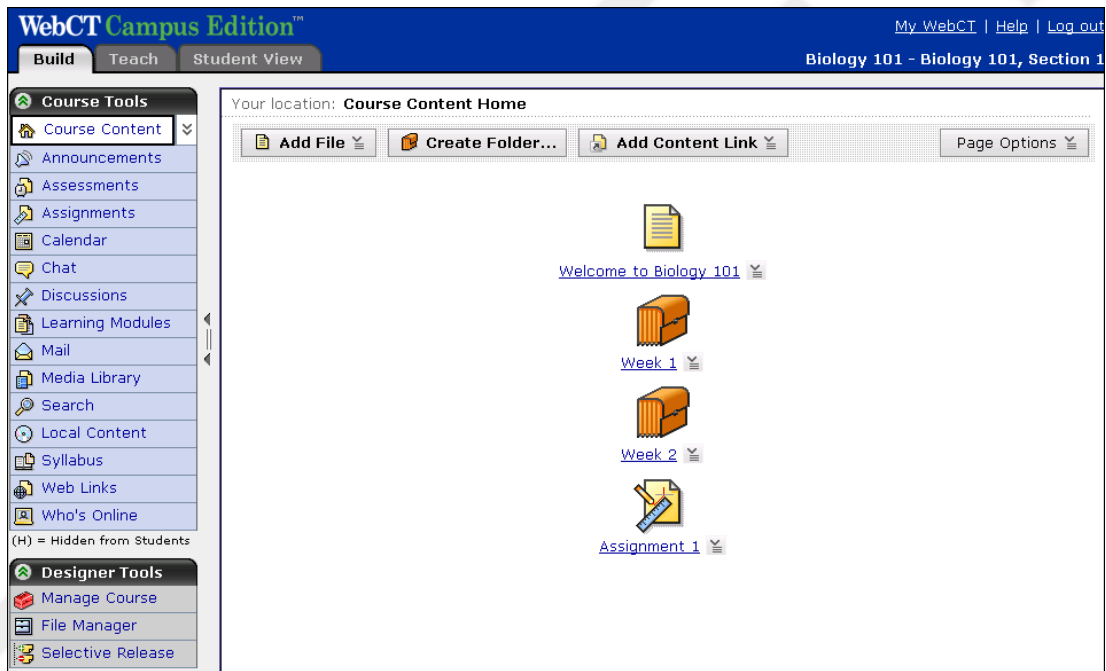 WebCT Campus Edition™
My WebCT | Help | Log out
Build Teach Student View
Biology 101 - Biology 101, Section 1
Course Tools
Course Content
Announcements
Assessments
Assignments
Calendar
Chat
Discussions
Learning Modules
Mail
Media Library
Search
Local Content
Syllabus
Web Links
Who's Online
(H) = Hidden from Students
Designer Tools
Manage Course
File Manager
Selective Release
Your location: Course Content Home
Add File Create Folder... Add Content Link Page Options
Welcome to Biology 101
Week 1
Week 2
Assignment 1